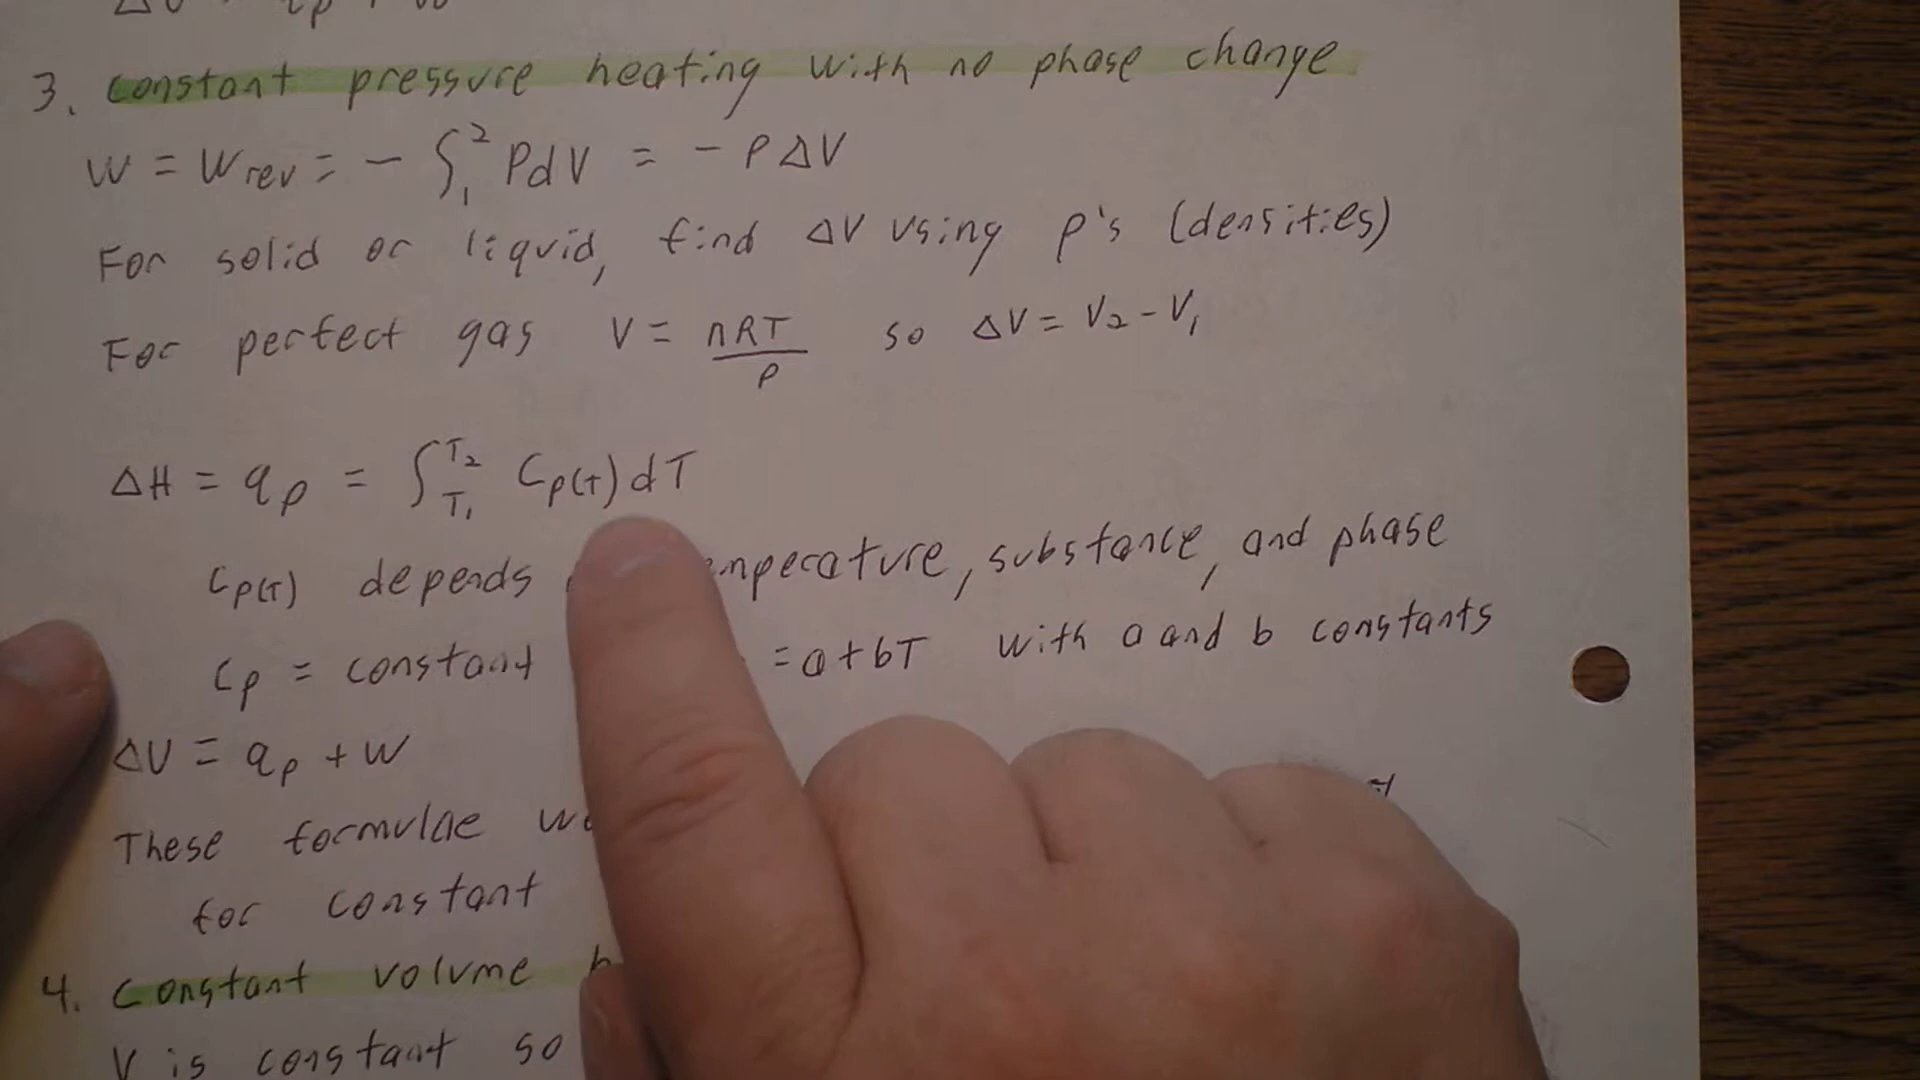 3. Constant pressure heating with no phase change
w = w rev = - ∫₁² PdV = - PΔV
For solid or liquid, find ΔV using ρ's (densities)
For perfect gas V = nRT/P so ΔV = V₂ - V₁
ΔH = qp = ∫T₁T₂ Cp(T)dT
Cp(T) depends temperature, substance, and phase
Cp = constant = a+bT with a and b constants
ΔU = qp + w
These formulae
for constant
4. Constant volume
V is constant so